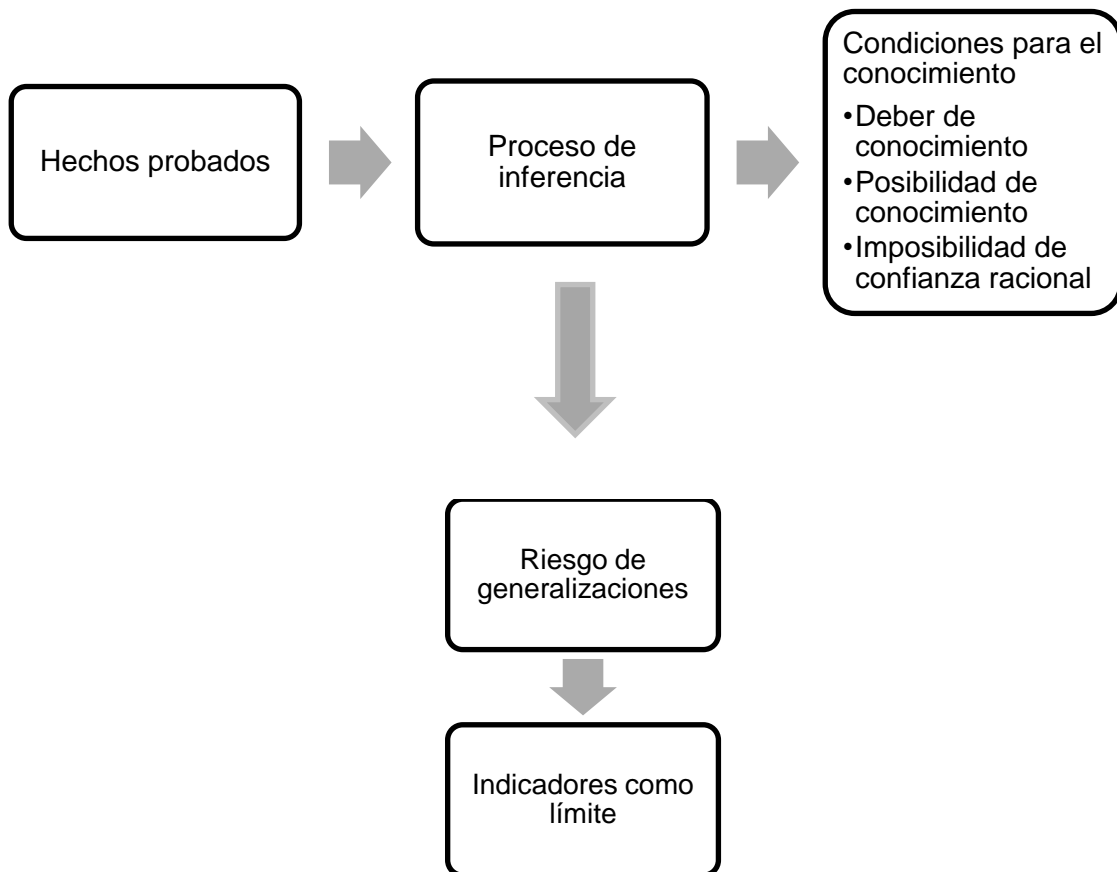 Hechos probados
Proceso de
inferencia
Condiciones para el
conocimiento
•Deber de
conocimiento
•Posibilidad de
conocimiento
•Imposibilidad de
confianza racional
Riesgo de
generalizaciones
Indicadores como
límite